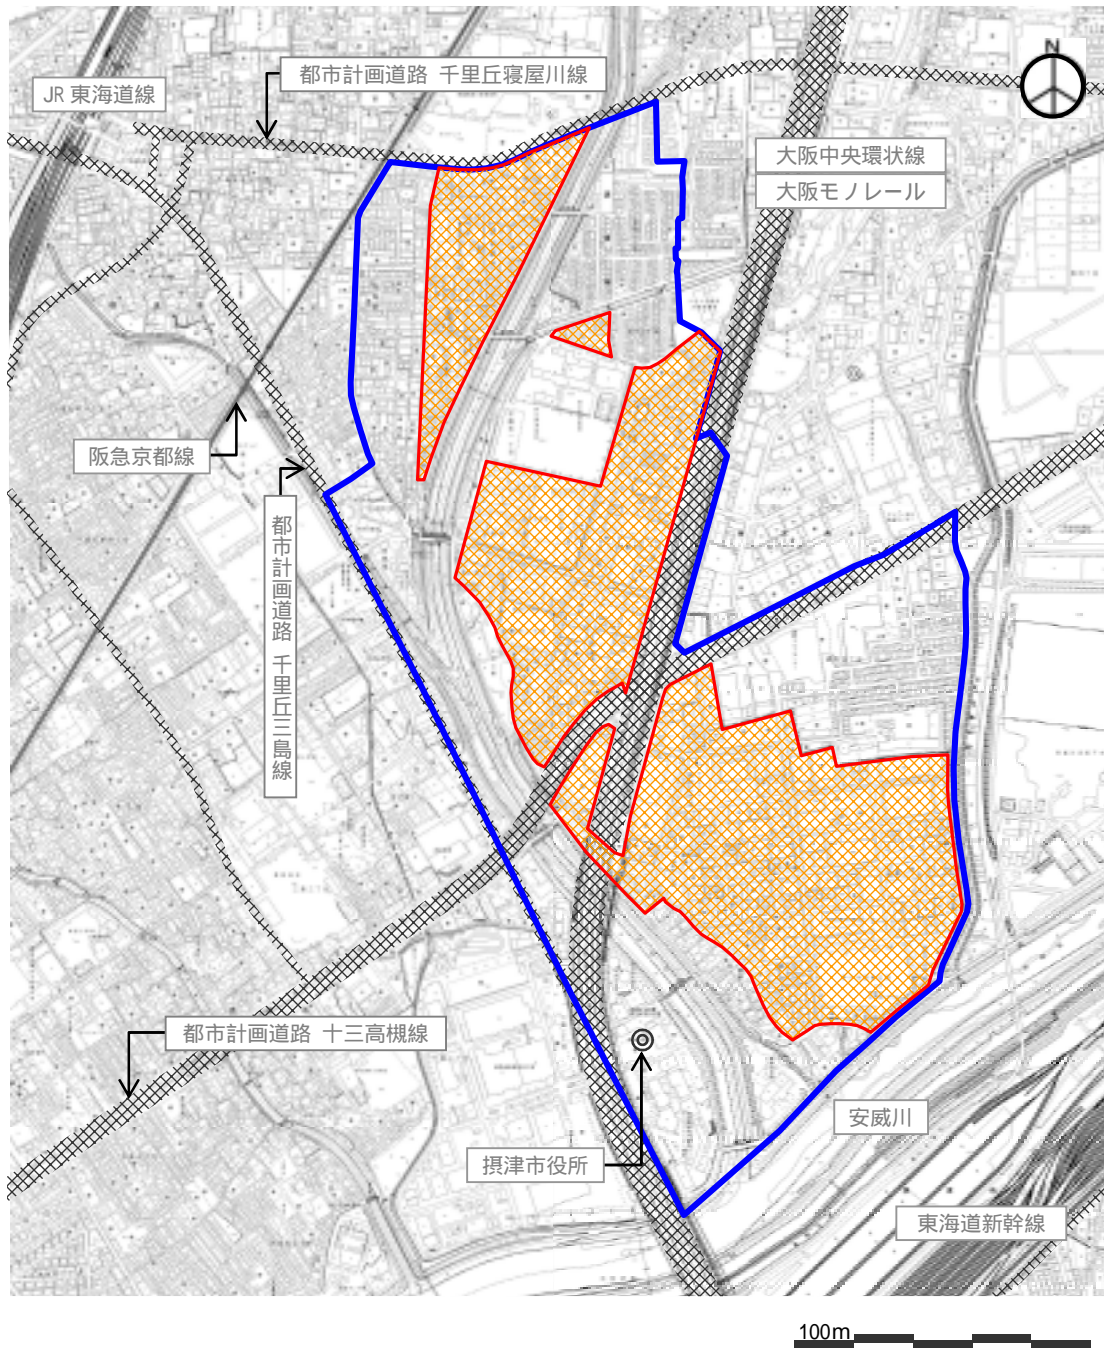 N
都市計画道路 千里丘寝屋川線
JR 東海道線
大阪中央環状線
大阪モノレール
阪急京都線
都市計画道路 千里丘三島線
都市計画道路 十三高槻線
安威川
摂津市役所
東海道新幹線
100m